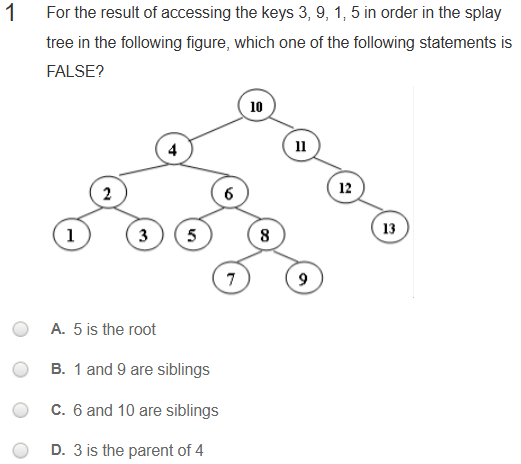 1 For the result of accessing the keys 3, 9, 1, 5 in order in the splay
tree in the following figure, which one of the following statements is
FALSE?
10
4 11
2 6 12
1 3 5 8 13
7 9
A. 5 is the root
B. 1 and 9 are siblings
C. 6 and 10 are siblings
D. 3 is the parent of 4